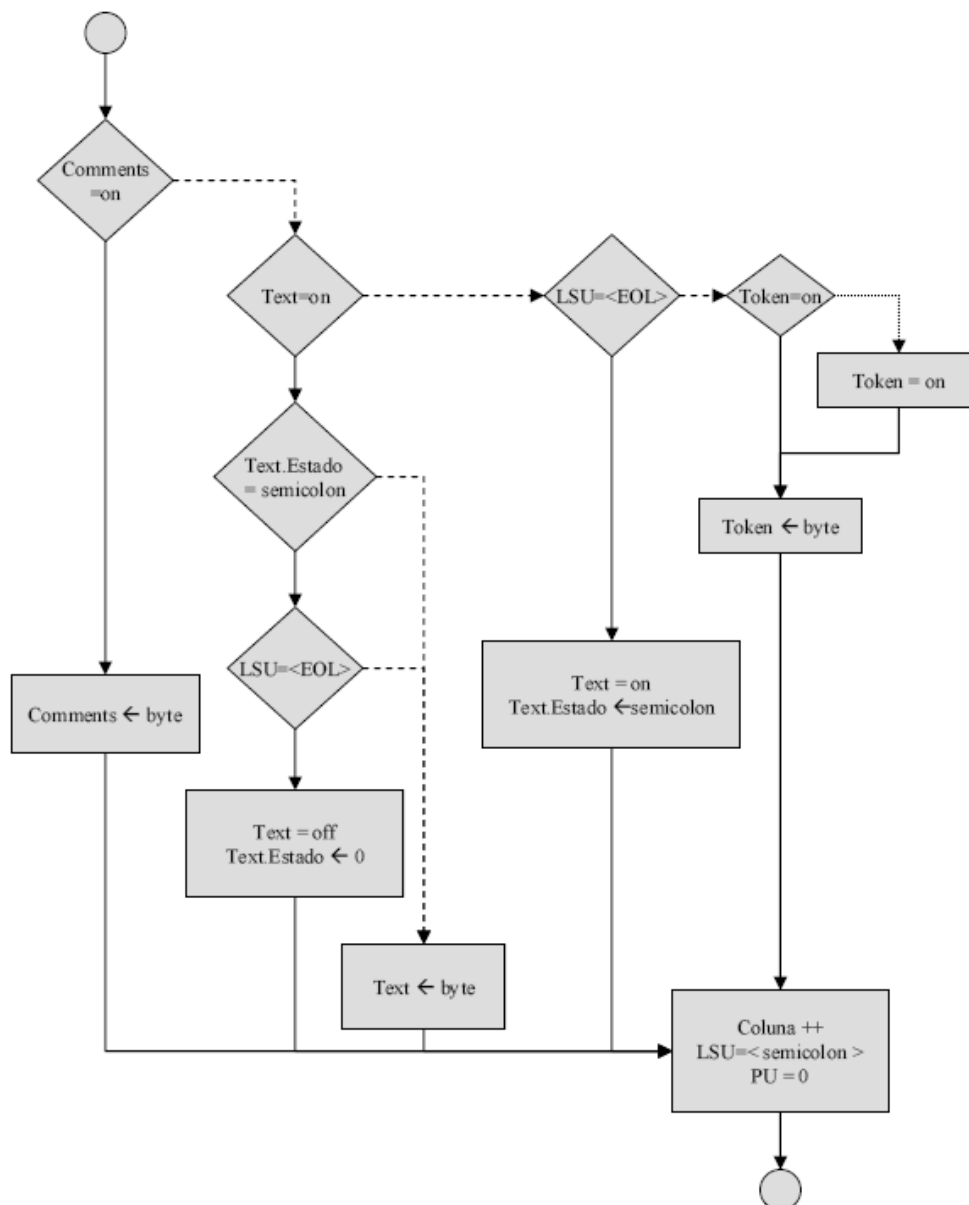 Comments
=on
Text=on
LSU=<EOL>
Token=on
Token = on
Text.Estado
= semicolon
Token ← byte
LSU=<EOL>
Text = on
Text.Estado ←semicolon
Comments ← byte
Text = off
Text.Estado ← 0
Text ← byte
Coluna ++
LSU=< semicolon >
PU = 0